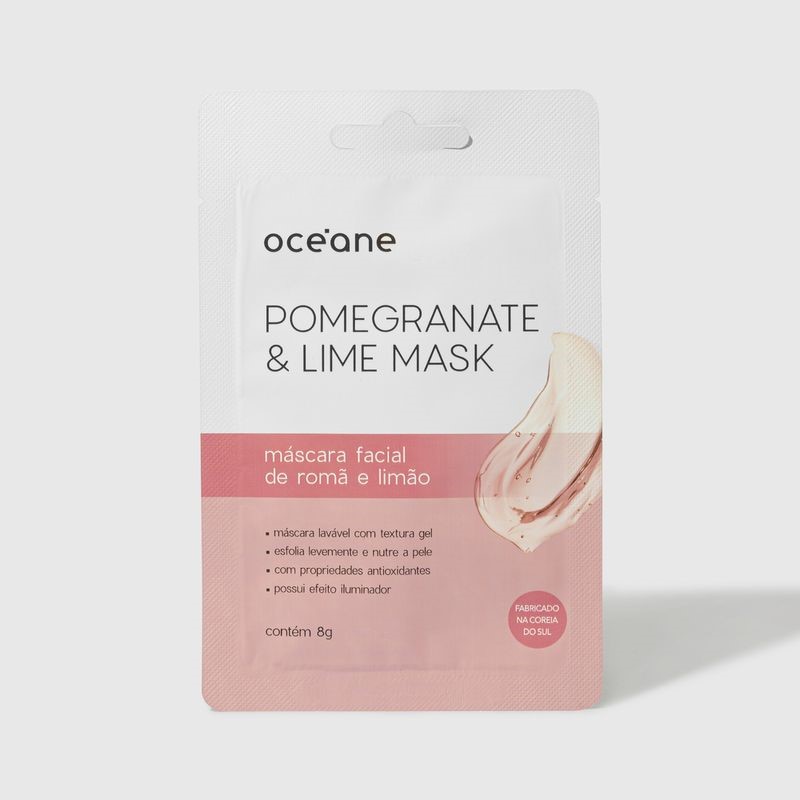 océane
POMEGRANATE
& LIME MASK
máscara facial
de romã e limão
▪ máscara lavável com textura gel
▪ esfolia levemente e nutre a pele
▪ com propriedades antioxidantes
▪ possui efeito iluminador
contém 8g
FABRICADO
NA COREIA
DO SUL